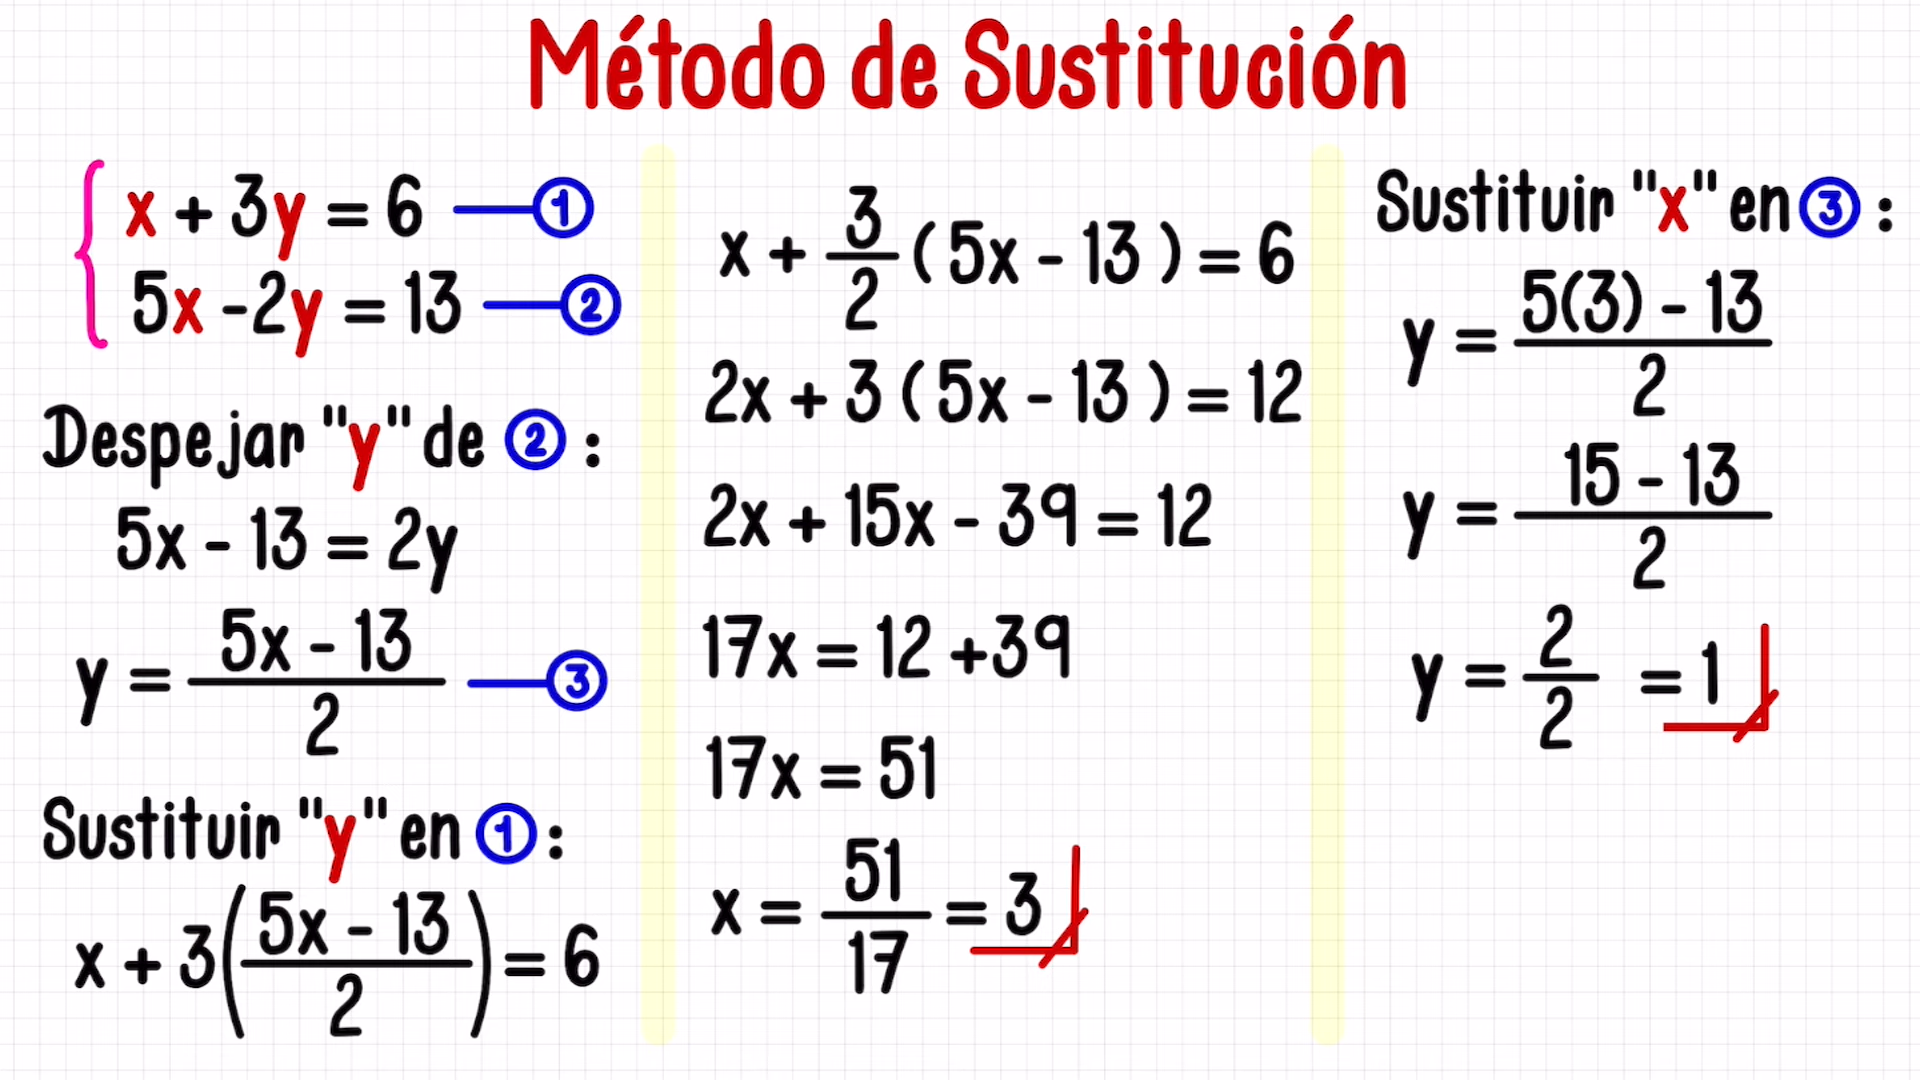 Método de Sustitución
x + 3y = 6 — ①
5x - 2y = 13 — ②
Despejar "y" de ② :
5x - 13 = 2y
y = (5x - 13)/2 — ③
Sustituir "y" en ① :
x + 3((5x - 13)/2) = 6
x + 3/2 ( 5x - 13 ) = 6
2x + 3 ( 5x - 13 ) = 12
2x + 15x - 39 = 12
17x = 12 +39
17x = 51
x = 51/17 = 3
Sustituir "x" en ③ :
y = (5(3) - 13)/2
y = (15 - 13)/2
y = 2/2 = 1